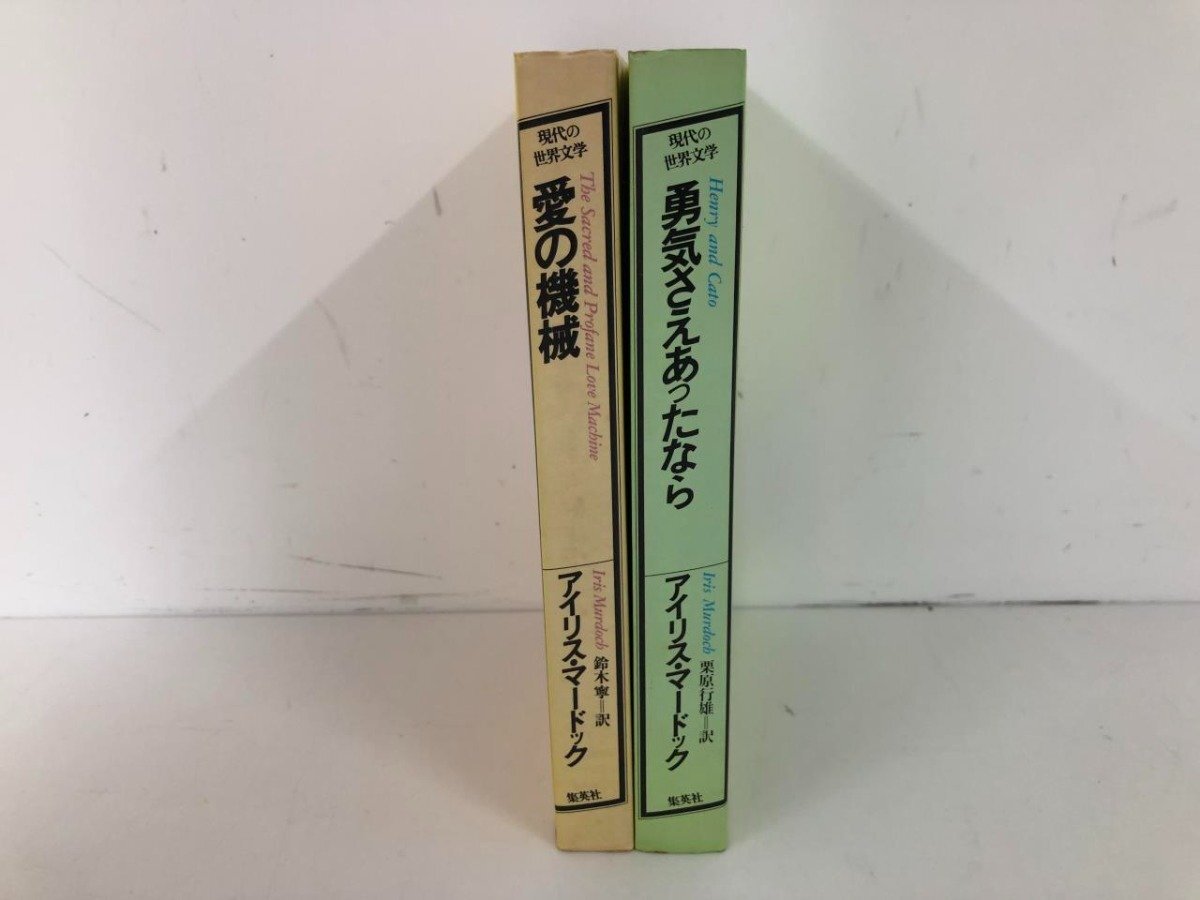 現代の
世界文学
愛の機械
The Sacred and Profane Love Machine
アイリス・マードック
Iris Murdoch
鈴木寧=訳
集英社
現代の
世界文学
勇気さえあったなら
Henry and Cato
アイリス・マードック
Iris Murdoch
栗原行雄=訳
集英社